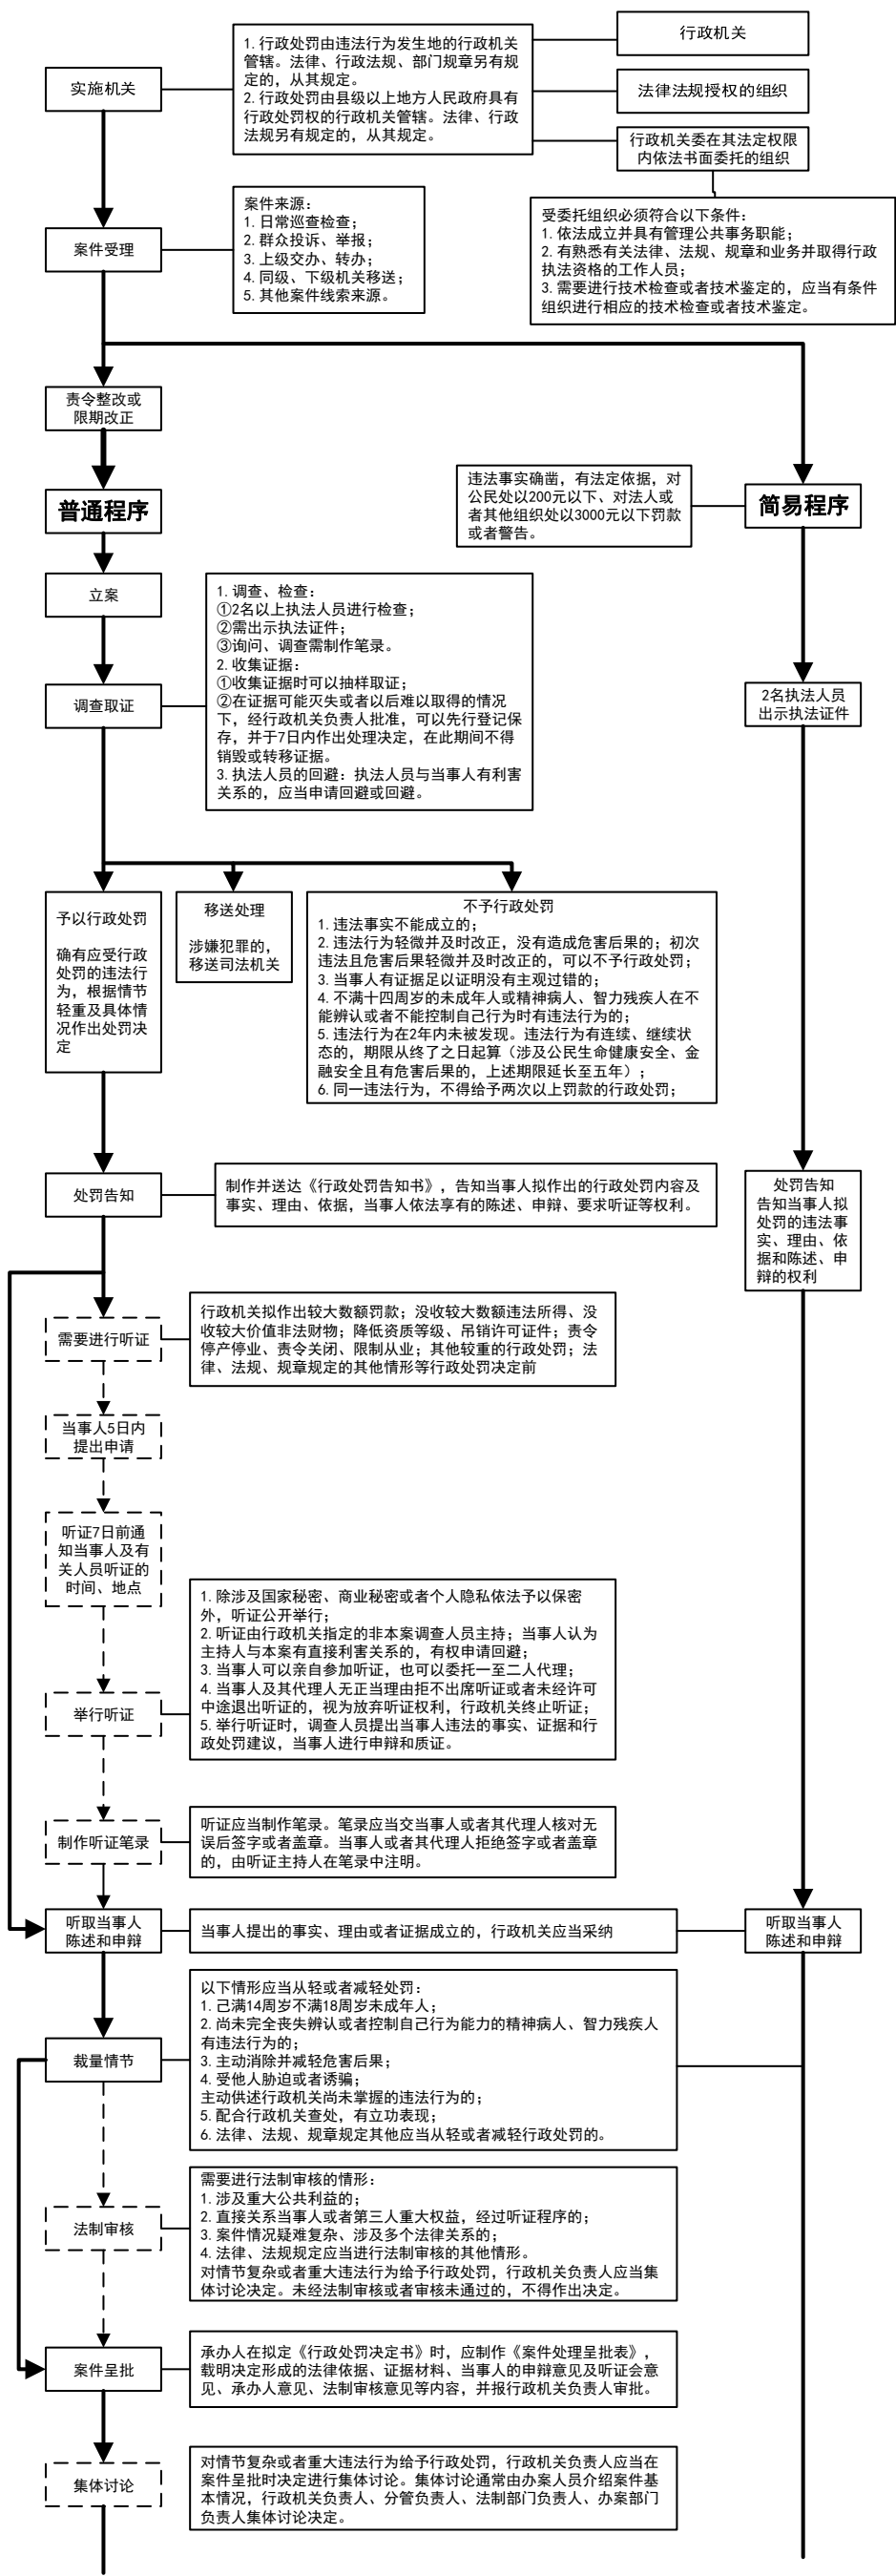 实施机关
1.行政处罚由违法行为发生地的行政机关
管辖。法律、行政法规、部门规章另有规
定的，从其规定。
2.行政处罚由县级以上地方人民政府具有
行政处罚权的行政机关管辖。法律、行政
法规另有规定的，从其规定。
行政机关
法律法规授权的组织
行政机关委在其法定权限
内依法书面委托的组织
受委托组织必须符合以下条件：
1.依法成立并具有管理公共事务职能；
2.有熟悉有关法律、法规、规章和业务并取得行政
执法资格的工作人员；
3.需要进行技术检查或者技术鉴定的，应当有条件
组织进行相应的技术检查或者技术鉴定。
案件受理
案件来源：
1.日常巡查检查；
2.群众投诉、举报；
3.上级交办、转办；
4.同级、下级机关移送；
5.其他案件线索来源。
责令整改或
限期改正
普通程序
违法事实确凿，有法定依据，对
公民处以200元以下、对法人或
者其他组织处以3000元以下罚款
或者警告。
简易程序
立案
调查取证
1.调查、检查：
①2名以上执法人员进行检查；
②需出示执法证件；
③询问、调查需制作笔录。
2.收集证据：
①收集证据时可以抽样取证；
②在证据可能灭失或者以后难以取得的情况
下，经行政机关负责人批准，可以先行登记保
存，并于7日内作出处理决定，在此期间不得
销毁或转移证据。
3.执法人员的回避：执法人员与当事人有利害
关系的，应当申请回避或回避。
2名执法人员
出示执法证件
予以行政处罚
确有应受行政
处罚的违法行
为，根据情节
轻重及具体情
况作出处罚决
定
移送处理
涉嫌犯罪的，
移送司法机关
不予行政处罚
1.违法事实不能成立的；
2.违法行为轻微并及时改正，没有造成危害后果的；初次
违法且危害后果轻微并及时改正的，可以不予行政处罚；
3.当事人有证据足以证明没有主观过错的；
4.不满十四周岁的未成年人或精神病人、智力残疾人在不
能辨认或者不能控制自己行为时有违法行为的；
5.违法行为在2年内未被发现。违法行为有连续、继续状
态的，期限从终了之日起算（涉及公民生命健康安全、金
融安全且有危害后果的，上述期限延长至五年）；
6.同一违法行为，不得给予两次以上罚款的行政处罚；
处罚告知
制作并送达《行政处罚告知书》，告知当事人拟作出的行政处罚内容及
事实、理由、依据，当事人依法享有的陈述、申辩、要求听证等权利。
处罚告知
告知当事人拟
处罚的违法事
实、理由、依
据和陈述、申
辩的权利
需要进行听证
行政机关拟作出较大数额罚款；没收较大数额违法所得、没
收较大价值非法财物；降低资质等级、吊销许可证件；责令
停产停业、责令关闭、限制从业；其他较重的行政处罚；法
律、法规、规章规定的其他情形等行政处罚决定前
当事人5日内
提出申请
听证7日前通
知当事人及有
关人员听证的
时间、地点
举行听证
1.除涉及国家秘密、商业秘密或者个人隐私依法予以保密
外，听证公开举行；
2.听证由行政机关指定的非本案调查人员主持；当事人认为
主持人与本案有直接利害关系的，有权申请回避；
3.当事人可以亲自参加听证，也可以委托一至二人代理；
4.当事人及其代理人无正当理由拒不出席听证或者未经许可
中途退出听证的，视为放弃听证权利，行政机关终止听证；
5.举行听证时，调查人员提出当事人违法的事实、证据和行
政处罚建议，当事人进行申辩和质证。
制作听证笔录
听证应当制作笔录。笔录应当交当事人或者其代理人核对无
误后签字或者盖章。当事人或者其代理人拒绝签字或者盖章
的，由听证主持人在笔录中注明。
听取当事人
陈述和申辩
当事人提出的事实、理由或者证据成立的，行政机关应当采纳
听取当事人
陈述和申辩
裁量情节
以下情形应当从轻或者减轻处罚：
1.己满14周岁不满18周岁未成年人；
2.尚未完全丧失辨认或者控制自己行为能力的精神病人、智力残疾人
有违法行为的；
3.主动消除并减轻危害后果；
4.受他人胁迫或者诱骗；
主动供述行政机关尚未掌握的违法行为的；
5.配合行政机关查处，有立功表现；
6.法律、法规、规章规定其他应当从轻或者减轻行政处罚的。
法制审核
需要进行法制审核的情形：
1.涉及重大公共利益的；
2.直接关系当事人或者第三人重大权益，经过听证程序的；
3.案件情况疑难复杂、涉及多个法律关系的；
4.法律、法规规定应当进行法制审核的其他情形。
对情节复杂或者重大违法行为给予行政处罚，行政机关负责人应当集
体讨论决定。未经法制审核或者审核未通过的，不得作出决定。
案件呈批
承办人在拟定《行政处罚决定书》时，应制作《案件处理呈批表》，
载明决定形成的法律依据、证据材料、当事人的申辩意见及听证会意
见、承办人意见、法制审核意见等内容，并报行政机关负责人审批。
集体讨论
对情节复杂或者重大违法行为给予行政处罚，行政机关负责人应当在
案件呈批时决定进行集体讨论。集体讨论通常由办案人员介绍案件基
本情况，行政机关负责人、分管负责人、法制部门负责人、办案部门
负责人集体讨论决定。